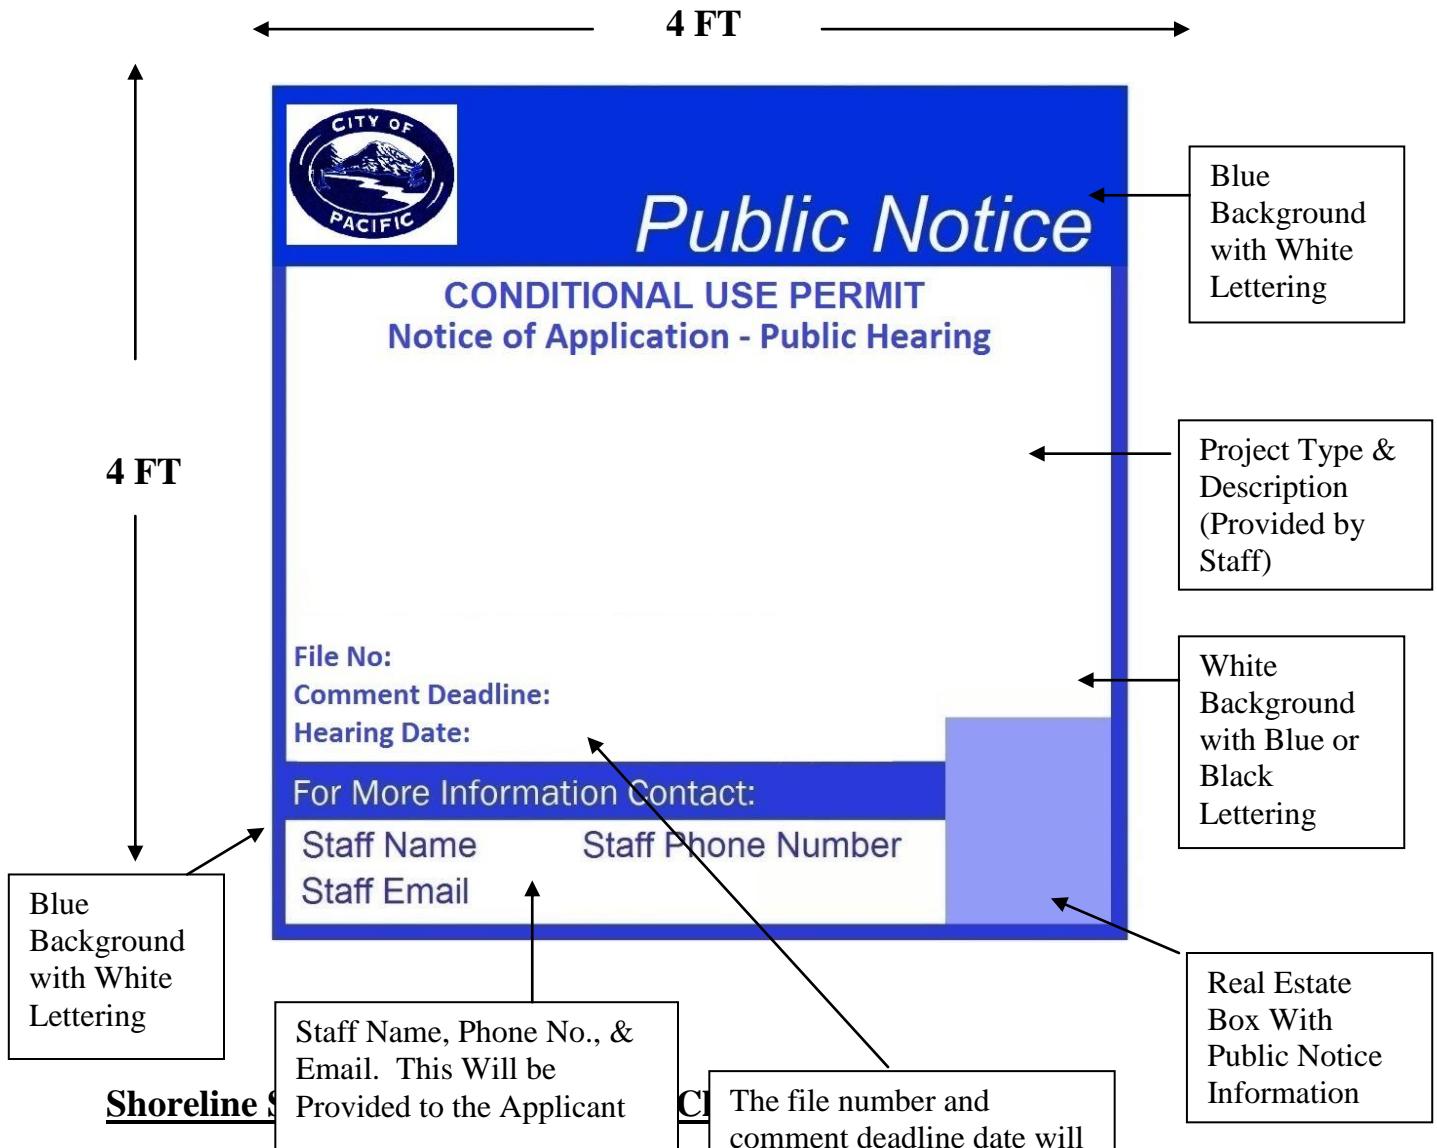 4 FT
4 FT
CITY OF
PACIFIC
Public Notice
CONDITIONAL USE PERMIT
Notice of Application - Public Hearing
File No:
Comment Deadline:
Hearing Date:
For More Information Contact:
Staff Name Staff Phone Number
Staff Email
Blue
Background
with White
Lettering
Project Type &
Description
(Provided by
Staff)
White
Background
with Blue or
Black
Lettering
Real Estate
Box With
Public Notice
Information
Blue
Background
with White
Lettering
Staff Name, Phone No., &
Email. This Will be
Provided to the Applicant
The file number and
comment deadline date will
Shoreline